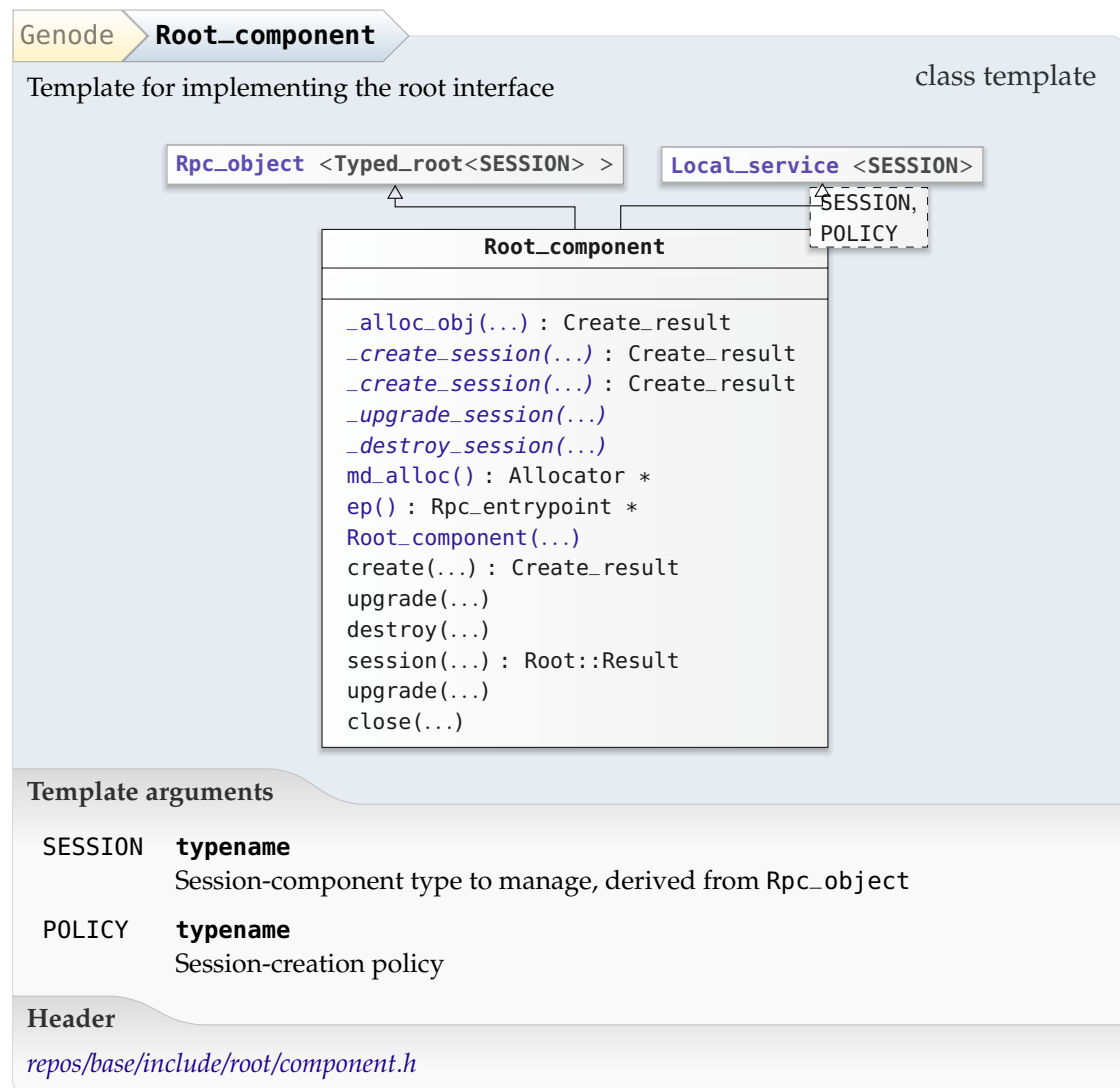 Genode Root_component
Template for implementing the root interface
class template
Rpc_object <Typed_root<SESSION> >
Local_service <SESSION>
SESSION,
POLICY
Root_component
_alloc_obj(...) : Create_result
_create_session(...) : Create_result
_create_session(...) : Create_result
_upgrade_session(...)
_destroy_session(...)
md_alloc() : Allocator *
ep() : Rpc_entrypoint *
Root_component(...)
create(...) : Create_result
upgrade(...)
destroy(...)
session(...) : Root::Result
upgrade(...)
close(...)
Template arguments
SESSION typename
Session-component type to manage, derived from Rpc_object
POLICY typename
Session-creation policy
Header
repos/base/include/root/component.h